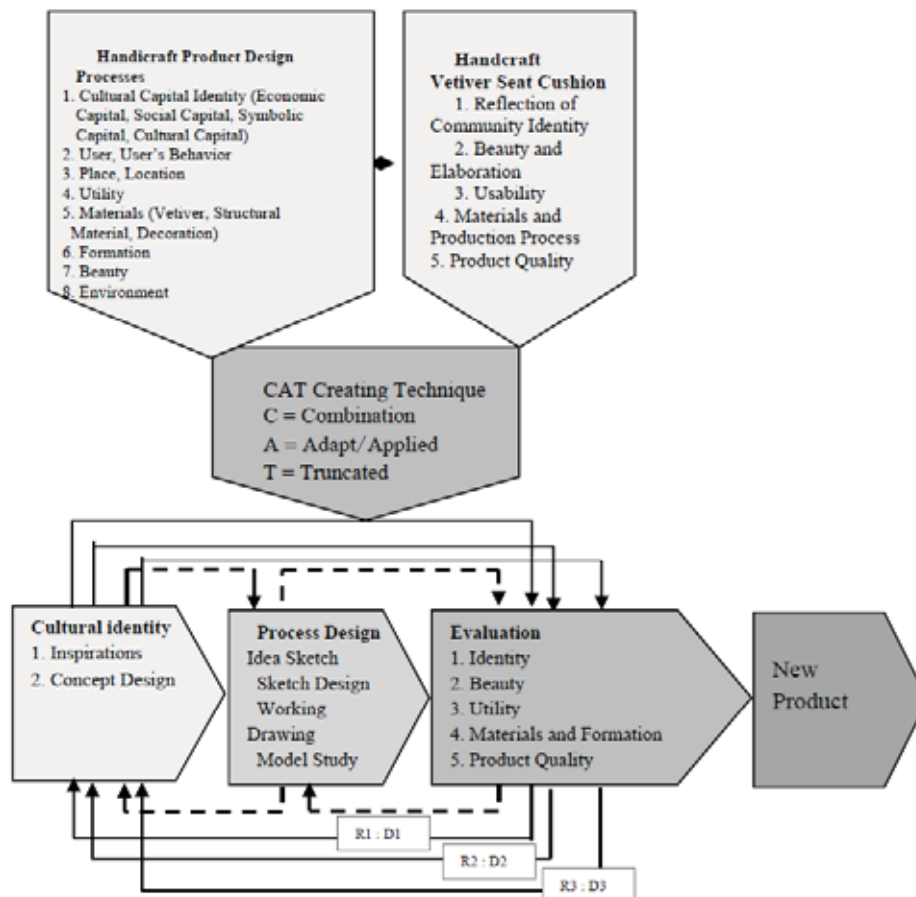 Handicraft Product Design
Processes
1. Cultural Capital Identity (Economic
Capital, Social Capital, Symbolic
Capital, Cultural Capital)
2. User, User's Behavior
3. Place, Location
4. Utility
5. Materials (Vetiver, Structural
Material, Decoration)
6. Formation
7. Beauty
8. Environment
Handcraft
Vetiver Seat Cushion
1. Reflection of
Community Identity
2. Beauty and
Elaboration
3. Usability
4. Materials and
Production Process
5. Product Quality
CAT Creating Technique
C = Combination
A = Adapt/Applied
T = Truncated
Cultural identity
1. Inspirations
2. Concept Design
Process Design
Idea Sketch
Sketch Design
Working
Drawing
Model Study
Evaluation
1. Identity
2. Beauty
3. Utility
4. Materials and Formation
5. Product Quality
New
Product
R1 : D1
R2 : D2
R3 : D3